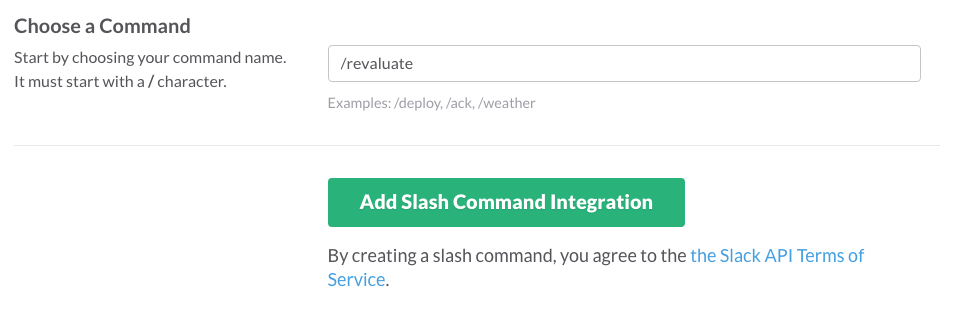 Choose a Command
Start by choosing your command name.
It must start with a / character.
/revaluate
Examples: /deploy, /ack, /weather
Add Slash Command Integration
By creating a slash command, you agree to the the Slack API Terms of
Service.